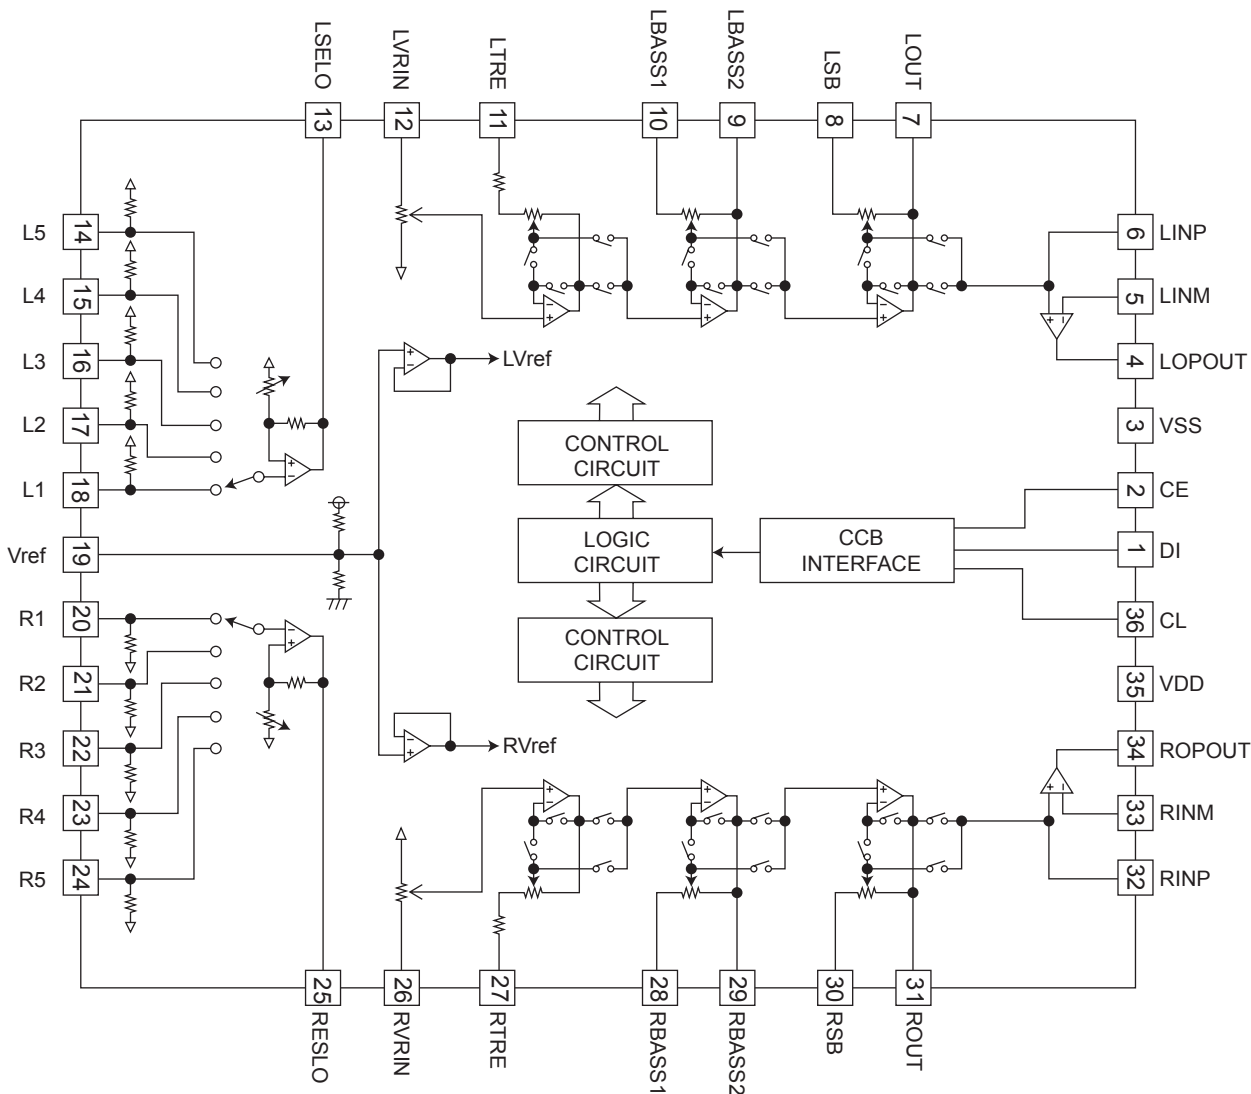 LSELO
LVRIN
LTRE
LBASS1
LBASS2
LSB
LOUT
13
12
11
10
9
8
7
L5
14
L4
15
L3
16
L2
17
L1
18
Vref
19
R1
20
R2
21
R3
22
R4
23
R5
24
6
LINP
5
LINM
4
LOPOUT
3
VSS
2
CE
1
DI
36
CL
35
VDD
34
ROPOUT
33
RINM
32
RINP
LVref
RVref
CONTROL
CIRCUIT
LOGIC
CIRCUIT
CONTROL
CIRCUIT
CCB
INTERFACE
25
26
27
28
29
30
31
RESLO
RVRIN
RTRE
RBASS1
RBASS2
RSB
ROUT